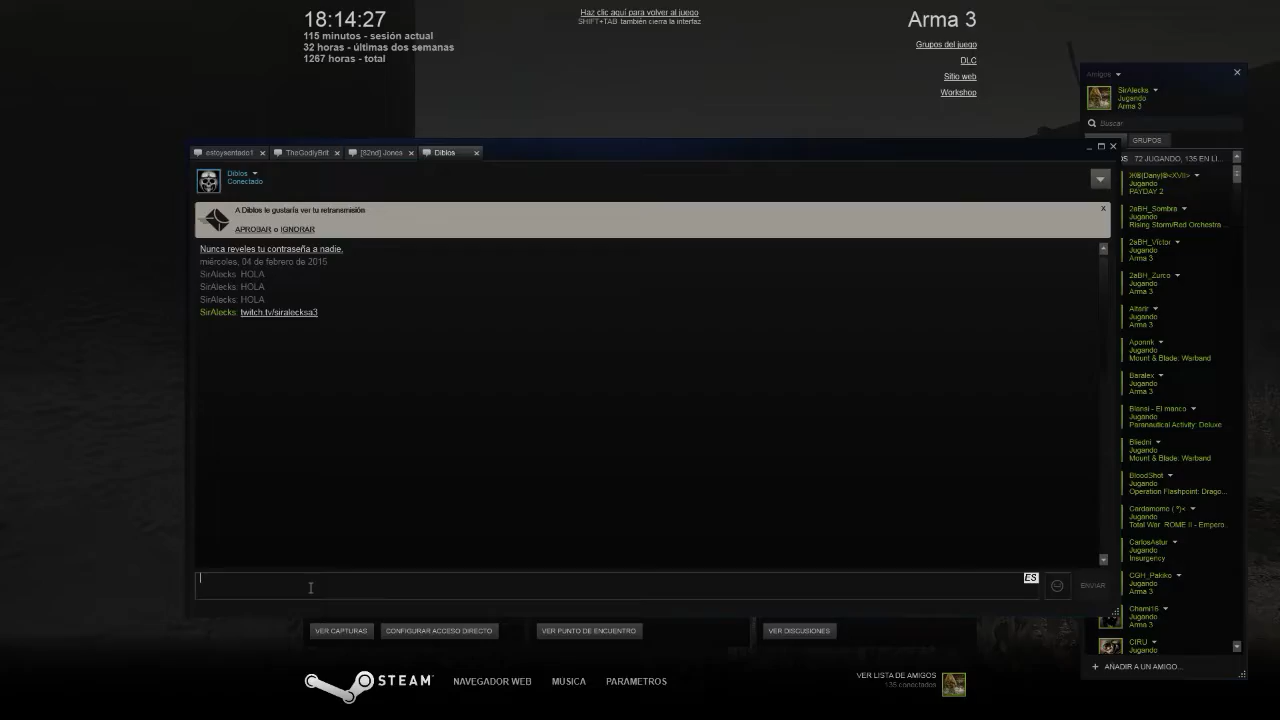 18:14:27
115 minutos - sesión actual
32 horas - últimas dos semanas
1267 horas - total
Haz clic aquí para volver al juego
SHIFT+TAB también cierra la interfaz
Arma 3
Grupos del juego
DLC
Sitio web
Workshop
Amigos
SirAlecks
Jugando
Arma 3
Buscar
GRUPOS
72 JUGANDO, 135 EN LI...
estoysentado1
TheGodlyBrit
[82nd] Jones
Diblos
Diblos
Conectado
A Diblos le gustaría ver tu retransmisión
APROBAR o IGNORAR
Nunca reveles tu contraseña a nadie.
miércoles, 04 de febrero de 2015
SirAlecks: HOLA
SirAlecks: HOLA
SirAlecks: HOLA
SirAlecks: twitch.tv/siralecksa3
ES
ENVIAR
Jugando
PAYDAY 2
2aBH_Sombra
Jugando
Rising Storm/Red Orchestra ...
2aBH_Victor
Jugando
Arma 3
2aBH_Zurco
Jugando
Arma 3
Jugando
Arma 3
Aponnk
Jugando
Mount & Blade: Warband
Baralex
Jugando
Arma 3
Blansi - El manco
Jugando
Paranautical Activity: Deluxe
Bliedni
Jugando
Mount & Blade: Warband
BloodShot
Jugando
Operation Flashpoint: Drago...
Jugando
Total War: ROME II - Empero...
CarlosAstur
Jugando
Insurgency
CGH_Pakiko
Jugando
Arma 3
Chami16
Jugando
Arma 3
CIRU
Jugando
AÑADIR A UN AMIGO...
VER CAPTURAS
CONFIGURAR ACCESO DIRECTO
VER PUNTO DE ENCUENTRO
VER DISCUSIONES
STEAM
NAVEGADOR WEB
MUSICA
PARAMETROS
VER LISTA DE AMIGOS
135 conectados